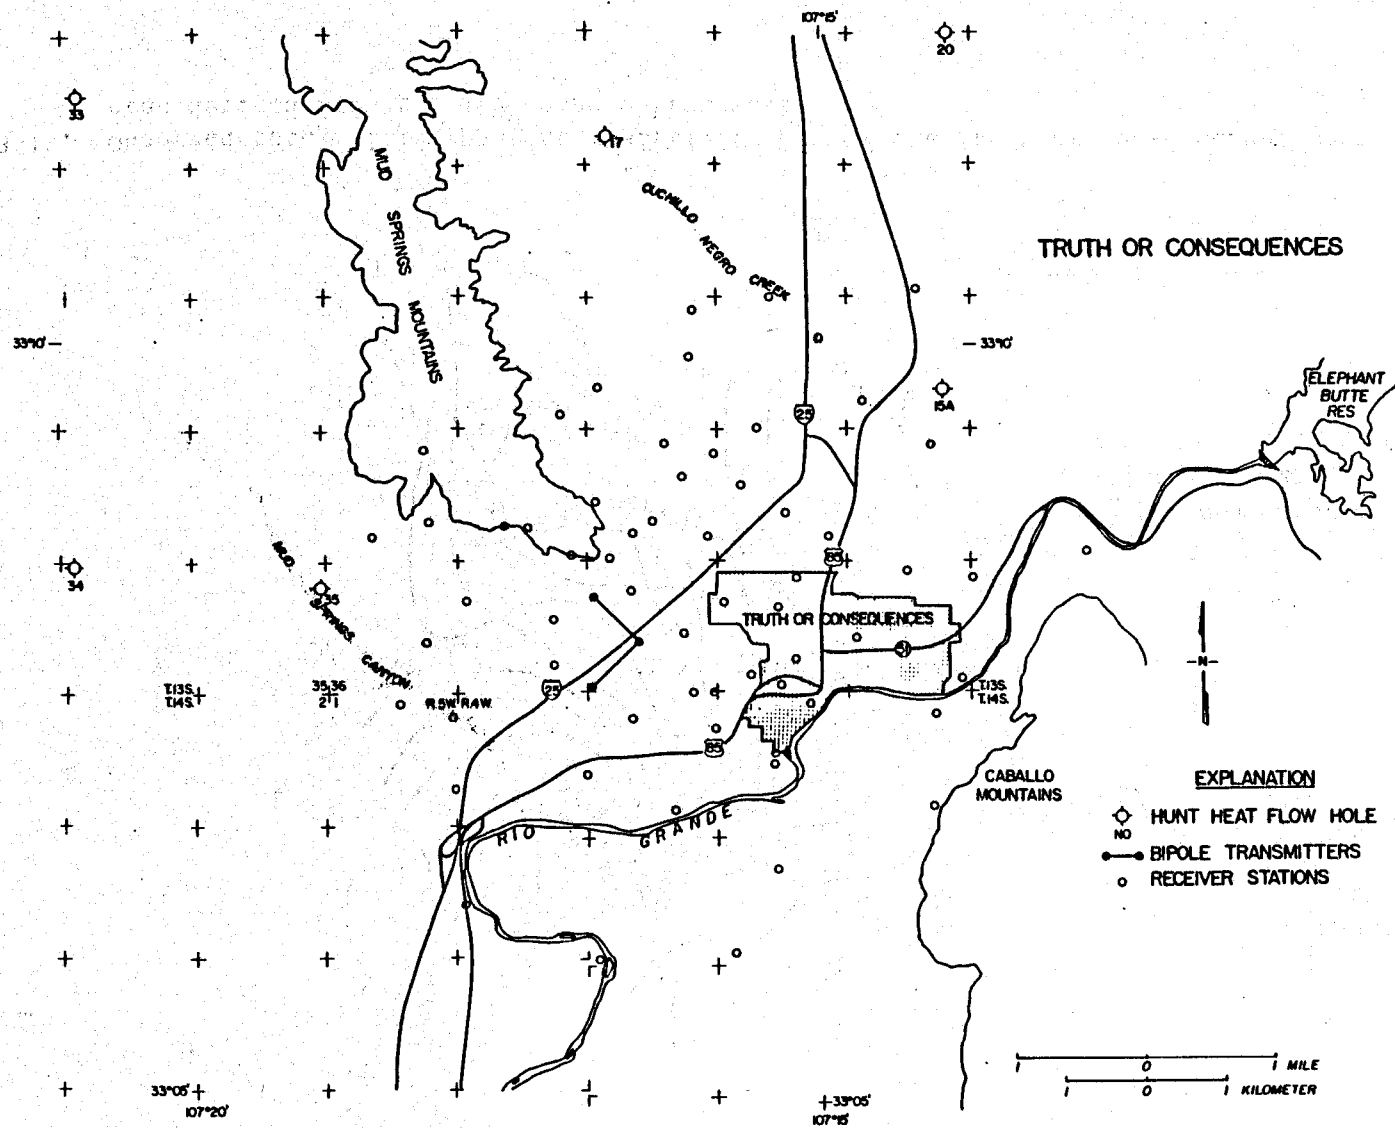 107°15'
20
33
17
MUD
SPRINGS
MOUNTAINS
CUCHILLO NEGRO CREEK
TRUTH OR CONSEQUENCES
33°10'
33°10'
15A
25
ELEPHANT
BUTTE
RES
85
34
35
MUD SPRINGS CANYON
TRUTH OR CONSEQUENCES
51
N
T.13S.
T.14S.
35 36
2 1
R.5W. R.4W.
25
T.13S.
T.14S.
85
CABALLO
MOUNTAINS
EXPLANATION
NO
HUNT HEAT FLOW HOLE
BIPOLE TRANSMITTERS
RECEIVER STATIONS
RIO GRANDE
1 0 1 MILE
1 0 1 KILOMETER
33°05'
107°20'
33°05'
107°15'